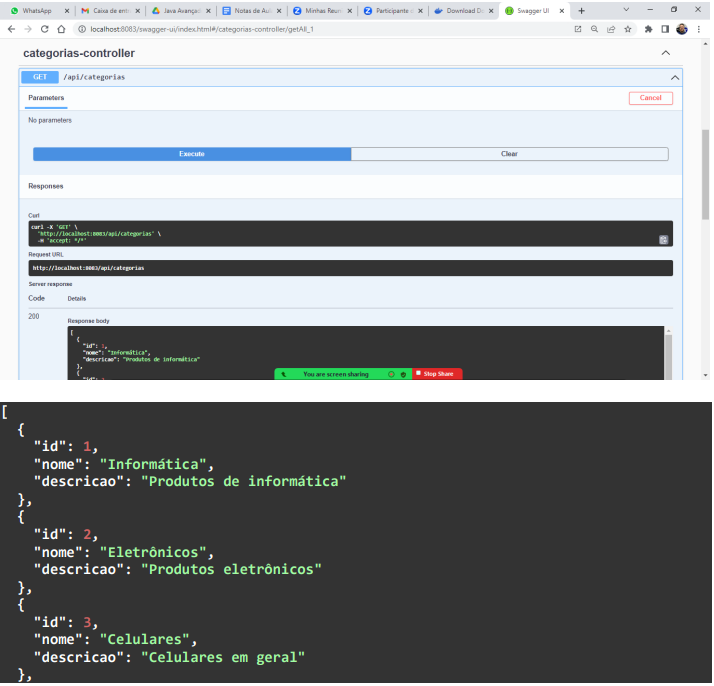 WhatsApp
Caixa de ent
Java Avançad
Notas de Aul
Minhas Reun
Participante
Download D
Swagger UI
localhost:8083/swagger-ui/index.html#/categorias-controller/getAll_1
categorias-controller
GET /api/categorias
Parameters
Cancel
No parameters
Execute
Clear
Responses
Curl
curl -X 'GET' \
'http://localhost:8083/api/categorias' \
-H 'accept: */*'
Request URL
http://localhost:8083/api/categorias
Server response
Code Details
200
Response body
[
{
"id": 1,
"nome": "Informática",
"descricao": "Produtos de informática"
},
{
"id": 2,
You are screen sharing
Stop Share
[
{
"id": 1,
"nome": "Informática",
"descricao": "Produtos de informática"
},
{
"id": 2,
"nome": "Eletrônicos",
"descricao": "Produtos eletrônicos"
},
{
"id": 3,
"nome": "Celulares",
"descricao": "Celulares em geral"
},